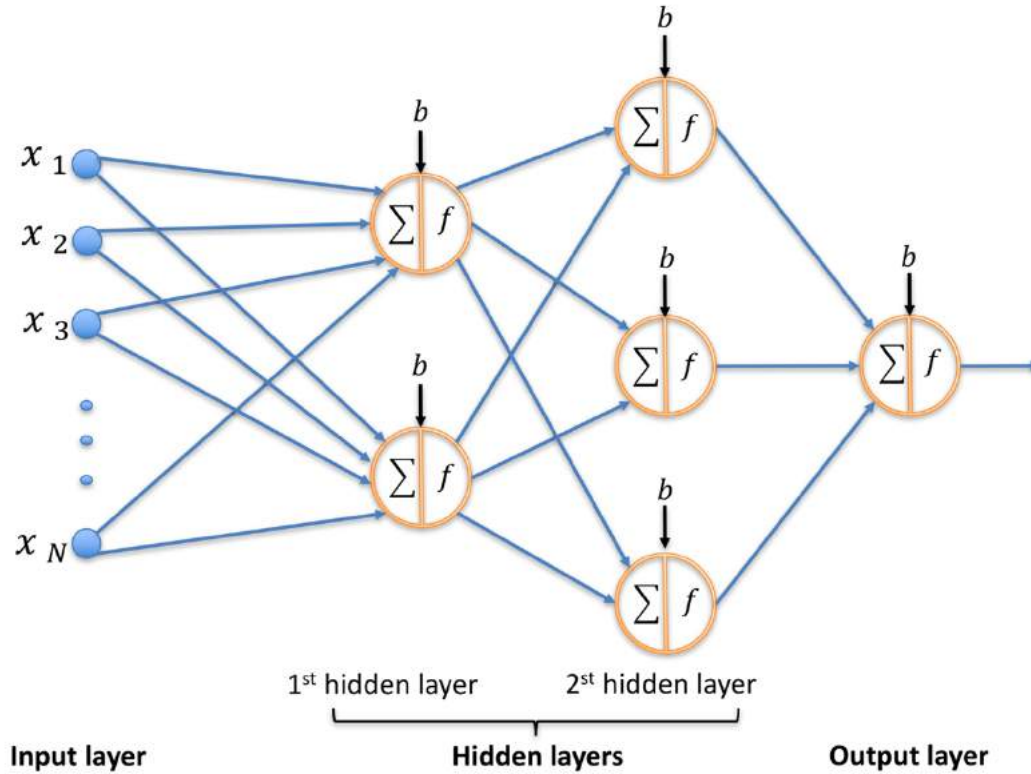 b
b
x 1
∑ f
x 2
∑ f
b
b
x 3
b
∑ f
∑ f
∑ f
b
x N
∑ f
1st hidden layer
2st hidden layer
Input layer
Hidden layers
Output layer